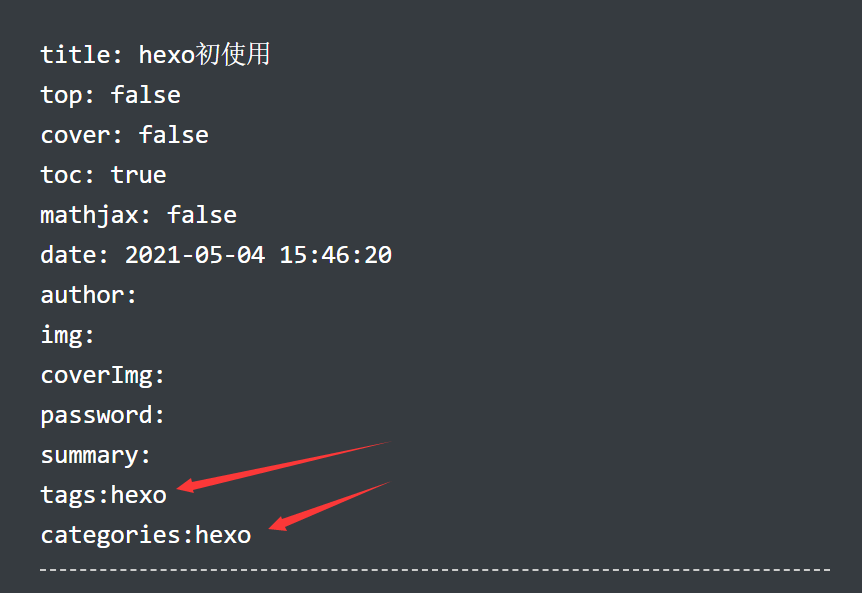 title: hexo初使用
top: false
cover: false
toc: true
mathjax: false
date: 2021-05-04 15:46:20
author:
img:
coverImg:
password:
summary:
tags:hexo
categories:hexo